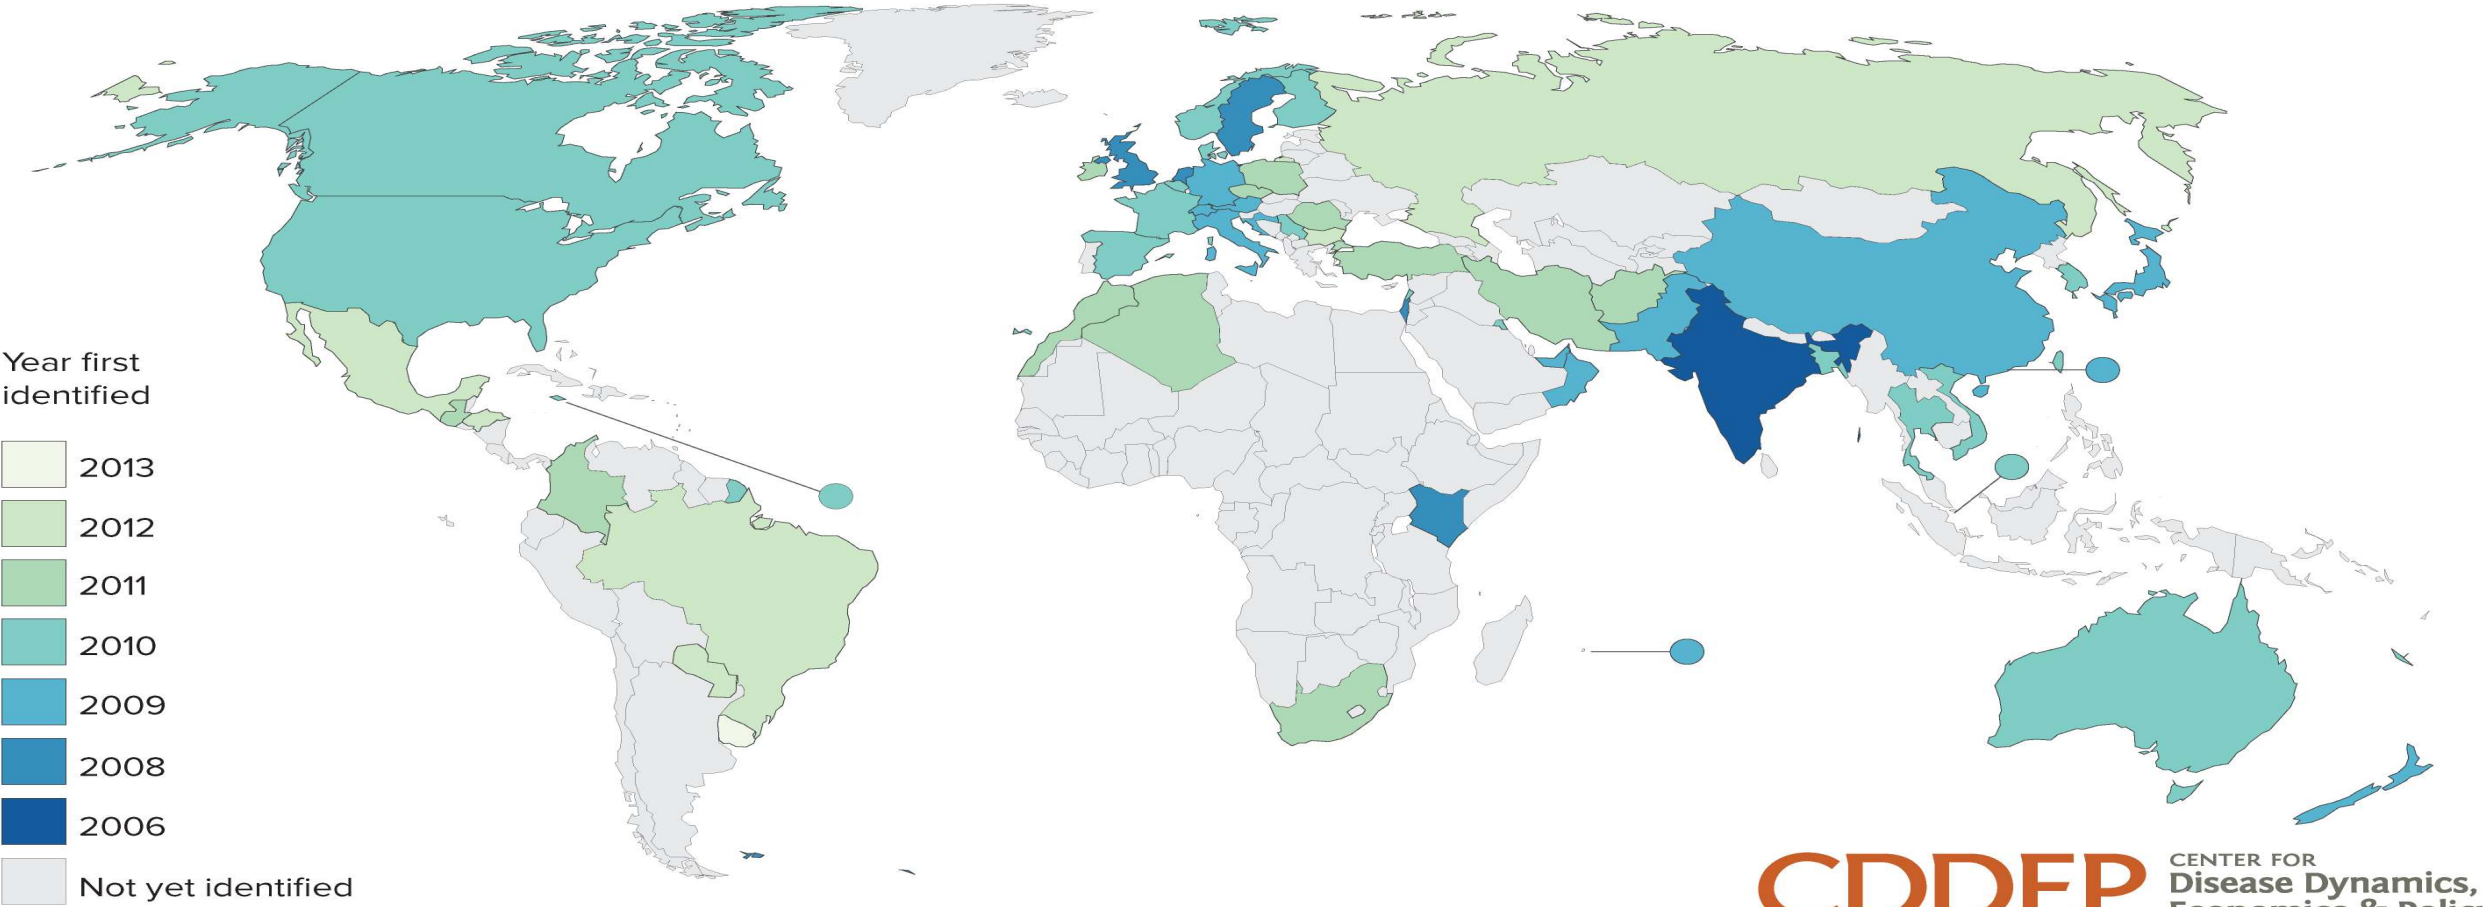 Year first
identified
2013
2012
2011
2010
2009
2008
2006
Not yet identified
CDDEP
CENTER FOR
Disease Dynamics,